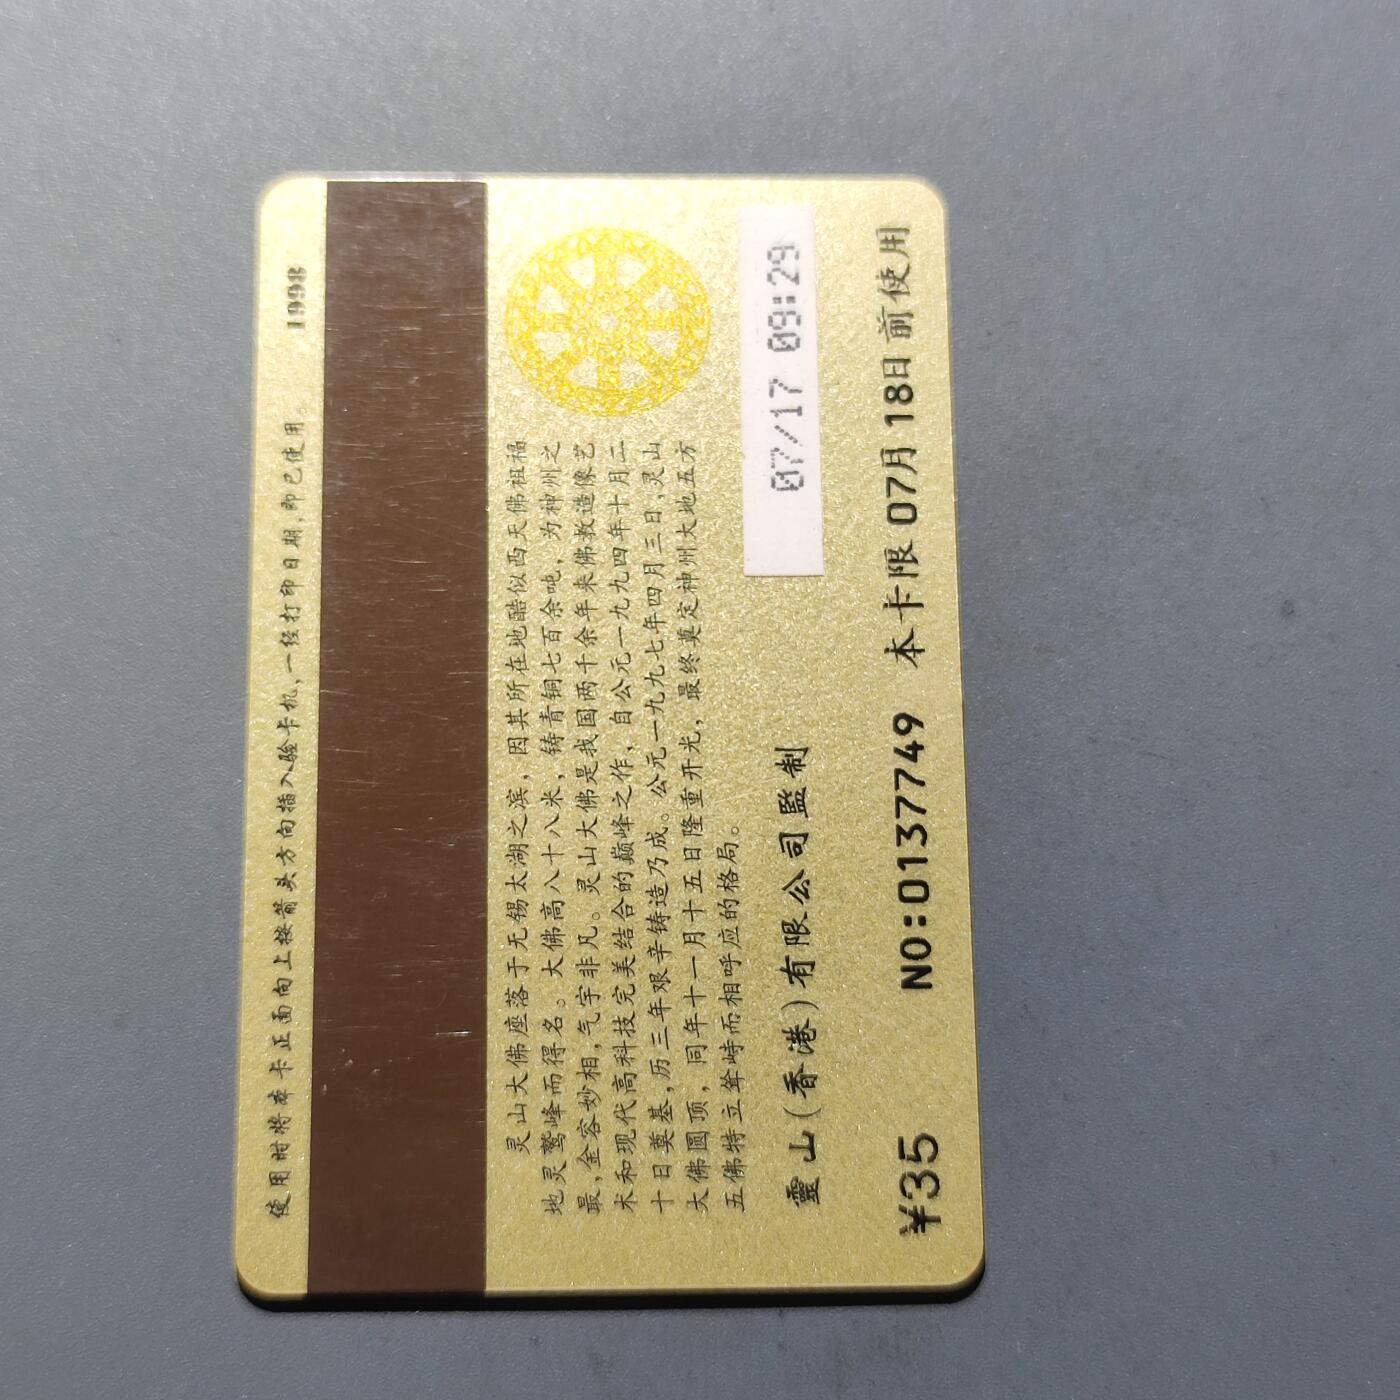 使用时将本卡正面向上按箭头方向插入验卡机,一经打印日期,即已使用。
1998
灵山大佛座落于无锡太湖之滨，因其所在地酷似西天佛祖福
地灵鹫峰而得名。大佛高八十八米，铸青铜七百余吨，为神州之
最,金容妙相,气宇非凡。灵山大佛是我国两千余年来佛教造像艺
术和现代高科技完美结合的巅峰之作，自公元一九九四年十月二
十日奠基,历三年艰辛铸造乃成。公元一九九七年四月三日,灵山
大佛圆顶，同年十一月十五日隆重开光，最终奠定神州大地五方
五佛特立耸峙而相呼应的格局。
07/17 09:29
靈山(香港)有限公司監制
¥35
NO:0137749
本卡限 07月 18日 前使用